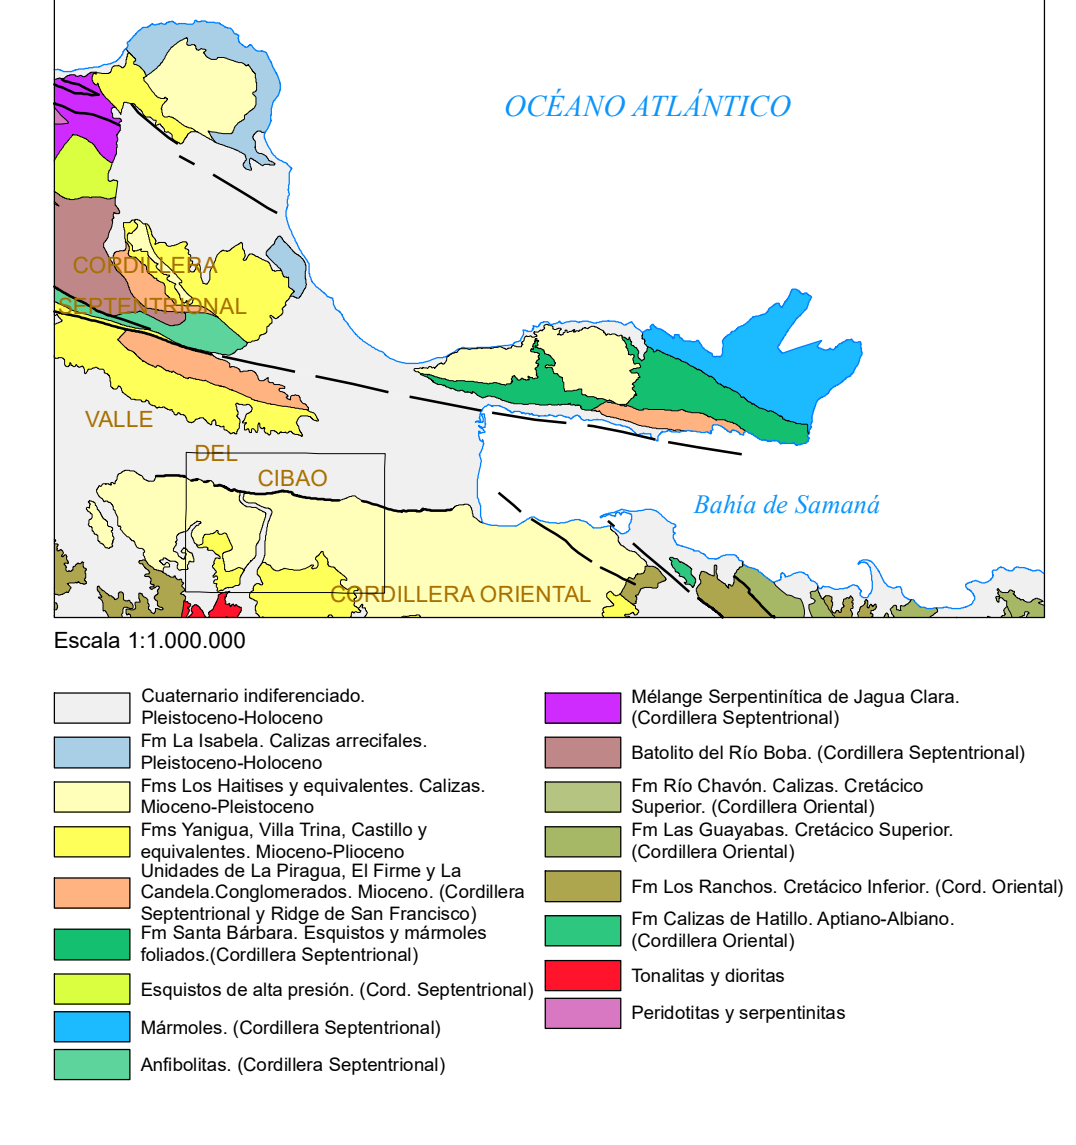 OCÉANO ATLÁNTICO
CORDILLERA
SEPTENTRIONAL
VALLE
DEL
CIBAO
Bahía de Samaná
CORDILLERA ORIENTAL
Escala 1:1.000.000
Cuaternario indiferenciado.
Pleistoceno-Holoceno
Fm La Isabela. Calizas arrecifales.
Pleistoceno-Holoceno
Fms Los Haitises y equivalentes. Calizas.
Mioceno-Pleistoceno
Fms Yanigua, Villa Trina, Castillo y
equivalentes. Mioceno-Plioceno
Unidades de La Piragua, El Firme y La
Candela.Conglomerados. Mioceno. (Cordillera
Septentrional y Ridge de San Francisco)
Fm Santa Bárbara. Esquistos y mármoles
foliados.(Cordillera Septentrional)
Esquistos de alta presión. (Cord. Septentrional)
Mármoles. (Cordillera Septentrional)
Anfibolitas. (Cordillera Septentrional)
Mélange Serpentinítica de Jagua Clara.
(Cordillera Septentrional)
Batolito del Río Boba. (Cordillera Septentrional)
Fm Río Chavón. Calizas. Cretácico
Superior. (Cordillera Oriental)
Fm Las Guayabas. Cretácico Superior.
(Cordillera Oriental)
Fm Los Ranchos. Cretácico Inferior. (Cord. Oriental)
Fm Calizas de Hatillo. Aptiano-Albiano.
(Cordillera Oriental)
Tonalitas y dioritas
Peridotitas y serpentinitas